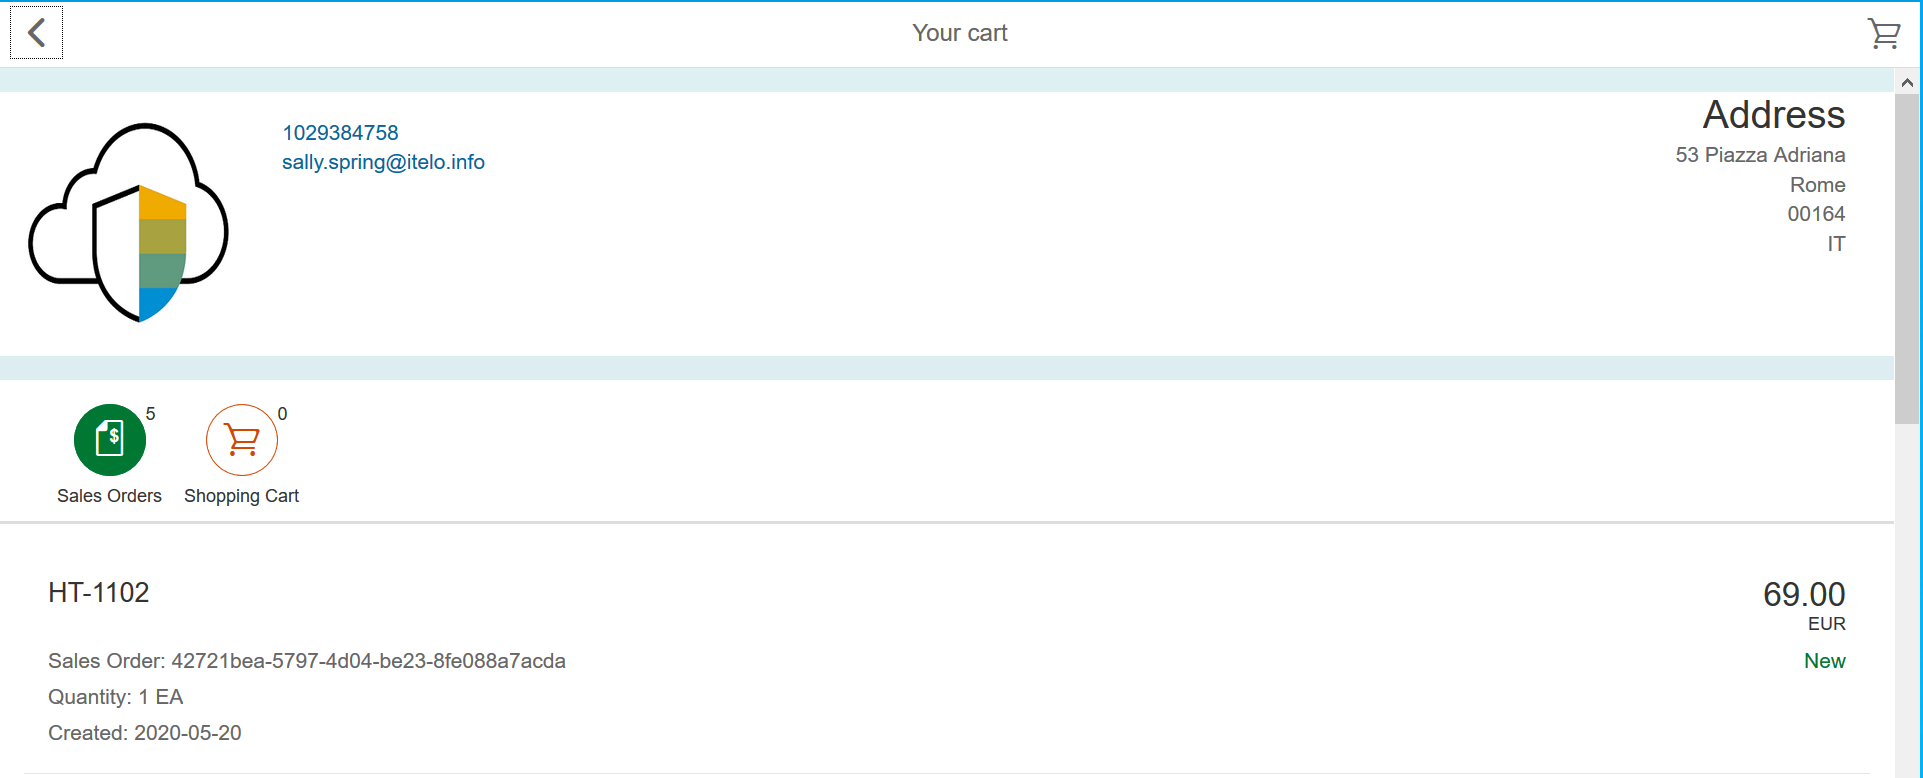 Your cart
1029384758
sally.spring@itelo.info
Address
53 Piazza Adriana
Rome
00164
IT
$
5
0
Sales Orders
Shopping Cart
HT-1102
69.00
EUR
Sales Order: 42721bea-5797-4d04-be23-8fe088a7acda
New
Quantity: 1 EA
Created: 2020-05-20